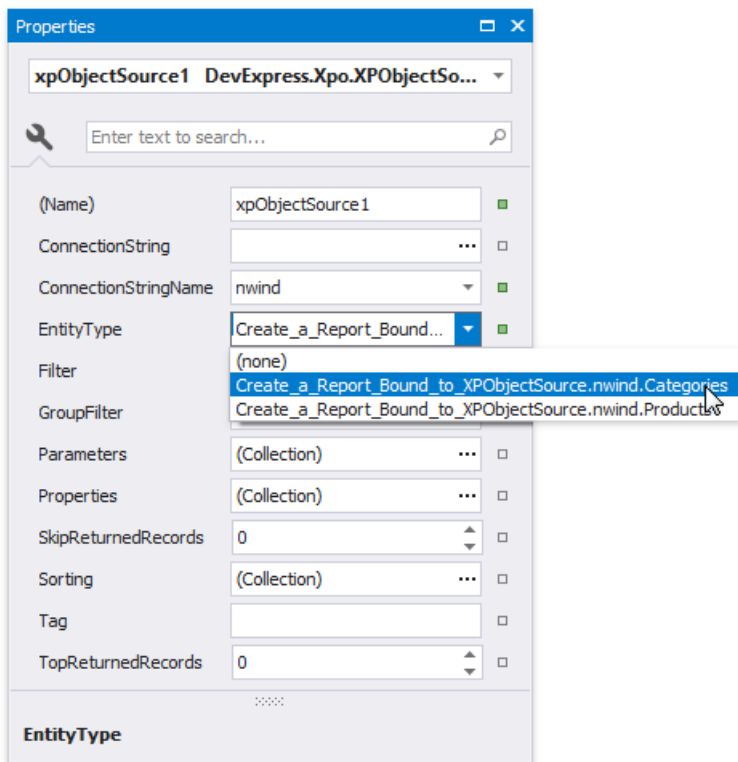 Properties
xpObjectSource1 DevExpress.Xpo.XPObjectSo...
Enter text to search...
(Name) xpObjectSource1
ConnectionString
ConnectionStringName nwind
EntityType Create_a_Report_Bound...
(none)
Filter
Create_a_Report_Bound_to_XPObjectSource.nwind.Categories
GroupFilter
Create_a_Report_Bound_to_XPObjectSource.nwind.Products
Parameters (Collection)
Properties (Collection)
SkipReturnedRecords 0
Sorting (Collection)
Tag
TopReturnedRecords 0
EntityType